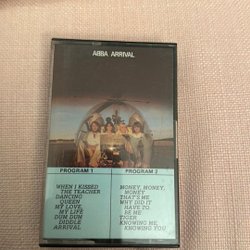 ABBA ARRIVAL
PROGRAM 1
WHEN I KISSED
THE TEACHER
DANCING
QUEEN
MY LOVE,
MY LIFE
DUM DUM
DIDDLE
ARRIVAL
PROGRAM 2
MONEY, MONEY,
MONEY
THAT'S ME
WHY DID IT
HAVE TO
BE ME
TIGER
KNOWING ME
KNOWING YOU